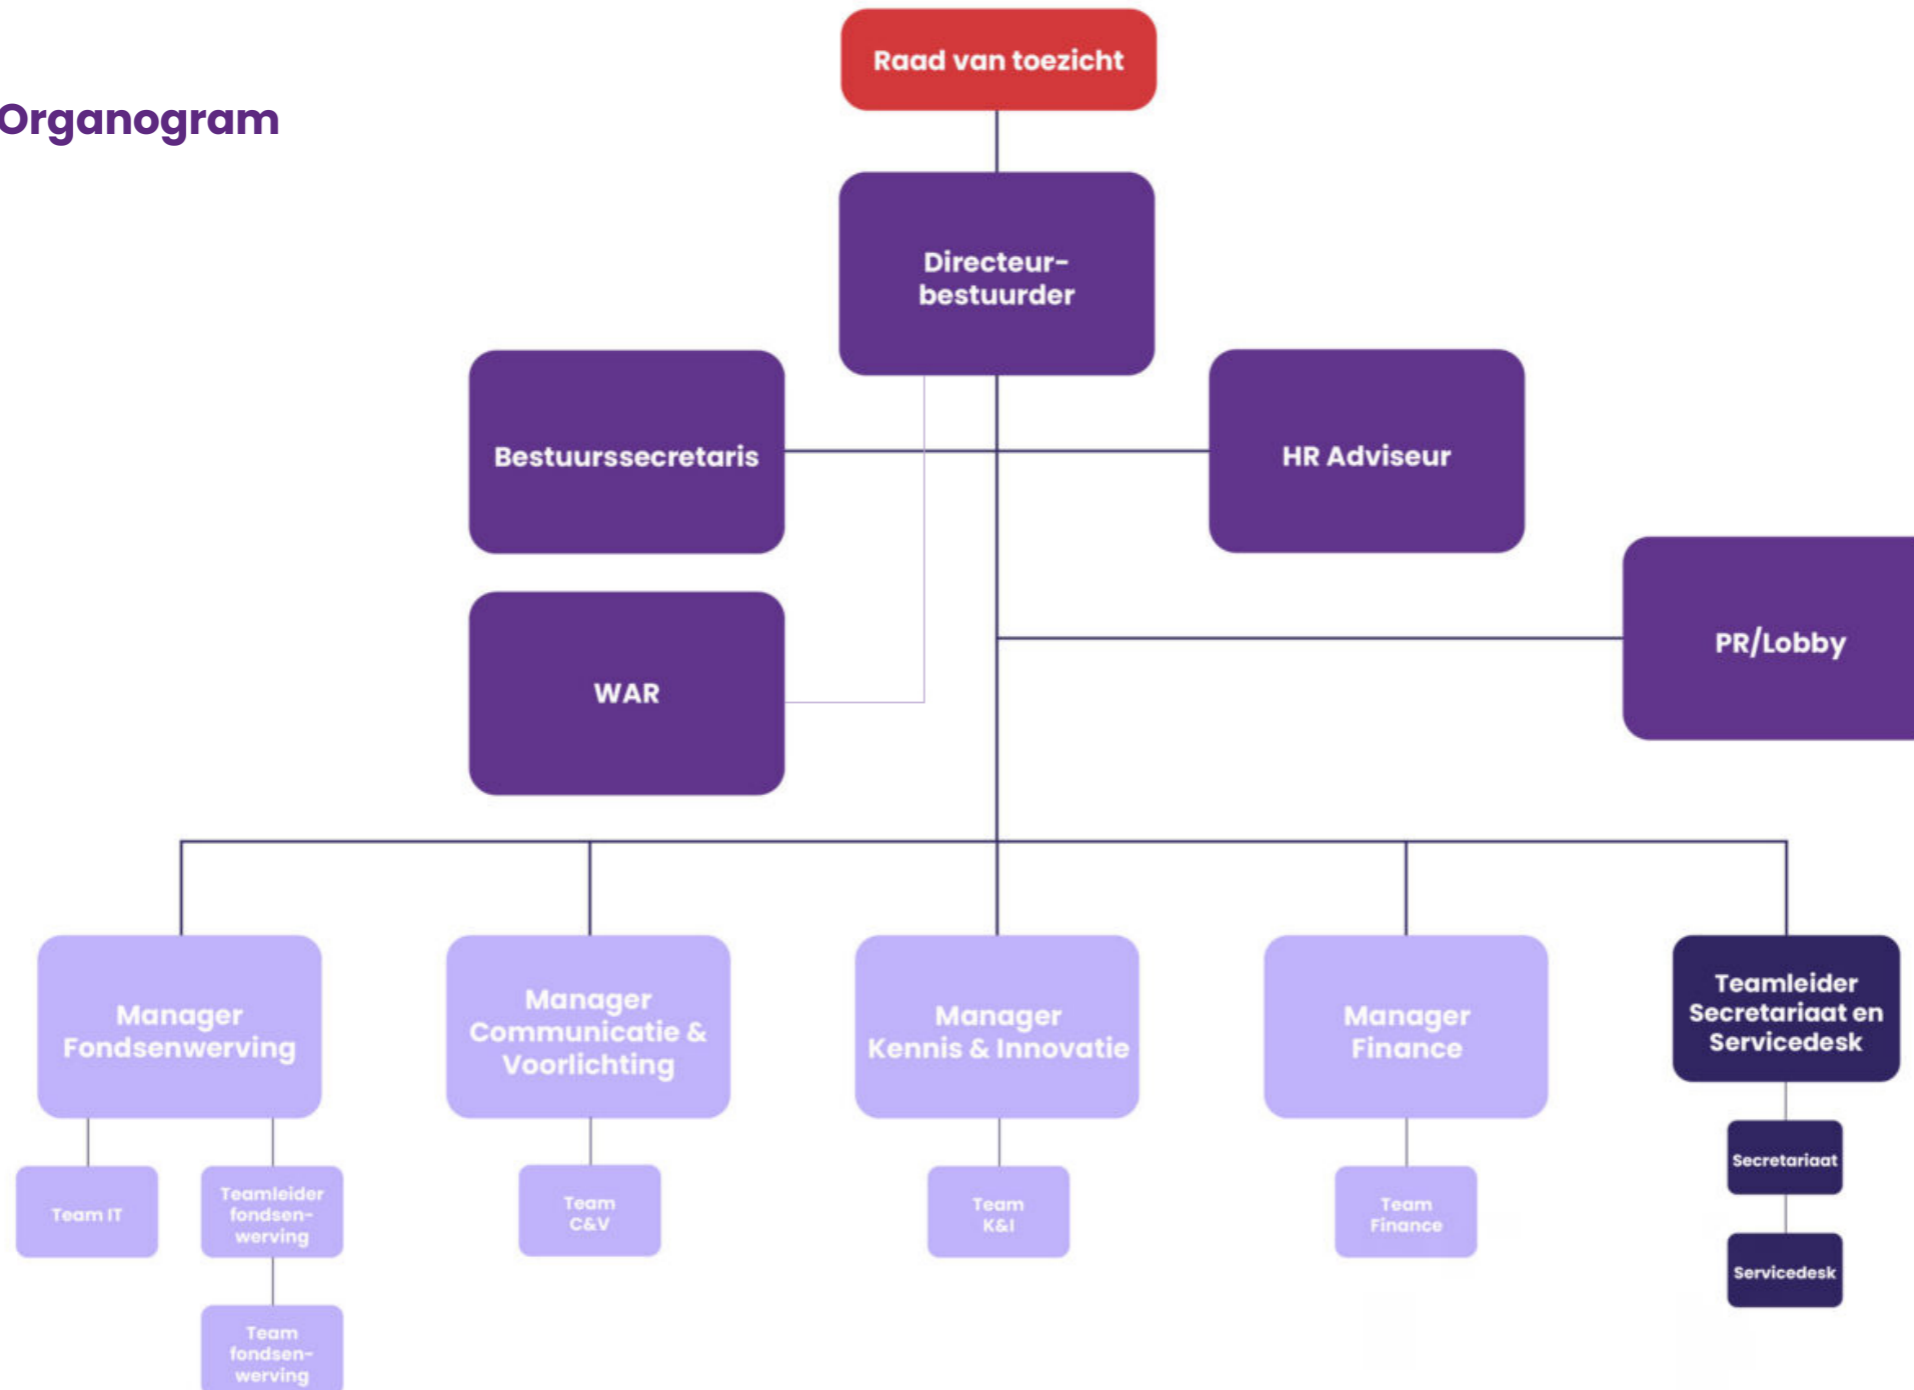 Raad van toezicht
Organogram
Directeur-
bestuurder
Bestuurssecretaris
HR Adviseur
PR/Lobby
WAR
Manager
Fondsenwerving
Manager
Communicatie &
Voorlichting
Manager
Kennis & Innovatie
Manager
Finance
Teamleider
Secretariaat en
Servicedesk
Team IT
Teamleider
fondsen-
werving
Team
C&V
Team
K&I
Team
Finance
Secretariaat
Servicedesk
Team
fondsen-
werving